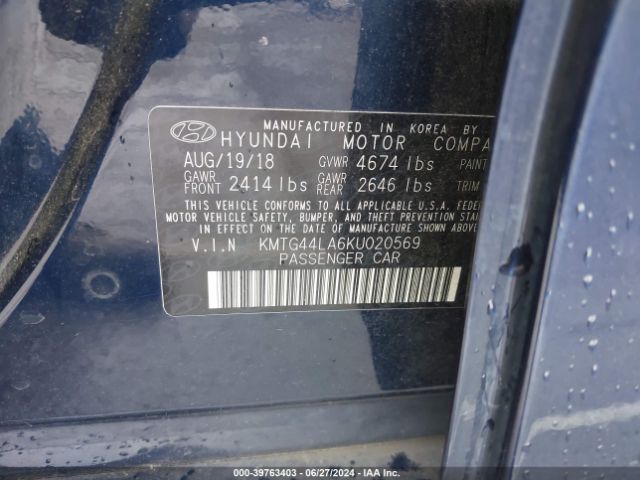 MANUFACTURED IN KOREA BY
HYUNDAI MOTOR COMPA
AUG/19/18 GVWR 4674 lbs PAINT
GAWR FRONT 2414 lbs GAWR REAR 2646 lbs TRIM
THIS VEHICLE CONFORMS TO ALL APPLICABLE U.S.A. FEDERAL
MOTOR VEHICLE SAFETY, BUMPER, AND THEFT PREVENTION STA
IN EFFECT ON THE DATE OF MANUFACTURE SHOWN ABOVE.
V.I.N KMTG44LA6KU020569
PASSENGER CAR
000-39763403 - 06/27/2024 - IAA Inc.